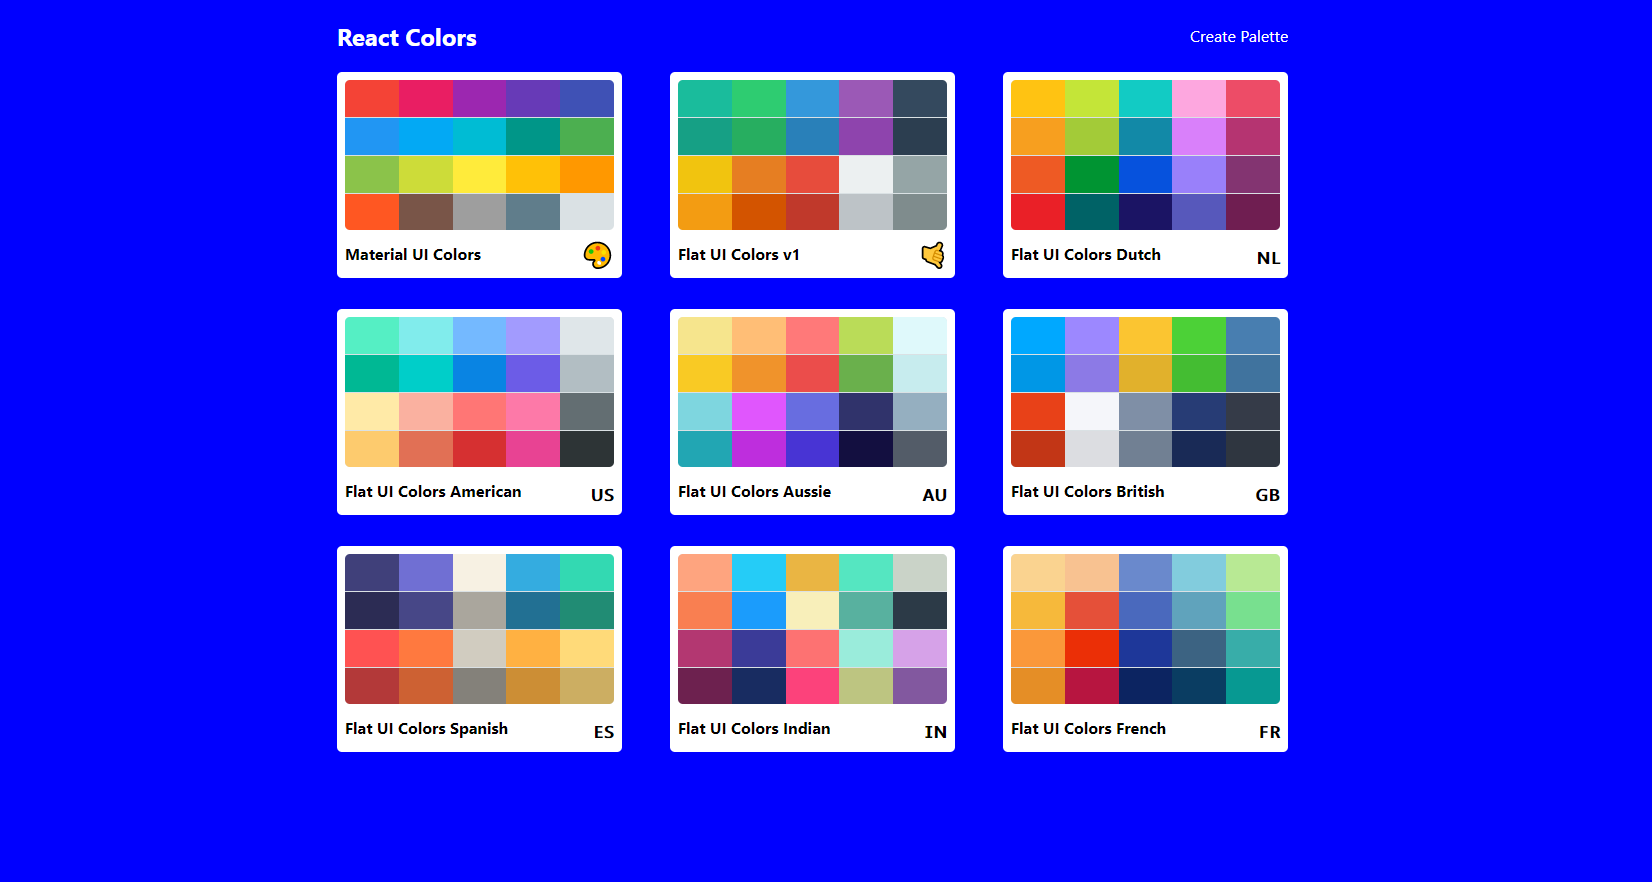 React Colors
Create Palette
Material UI Colors
Flat UI Colors v1
Flat UI Colors Dutch NL
Flat UI Colors American US
Flat UI Colors Aussie AU
Flat UI Colors British GB
Flat UI Colors Spanish ES
Flat UI Colors Indian IN
Flat UI Colors French FR